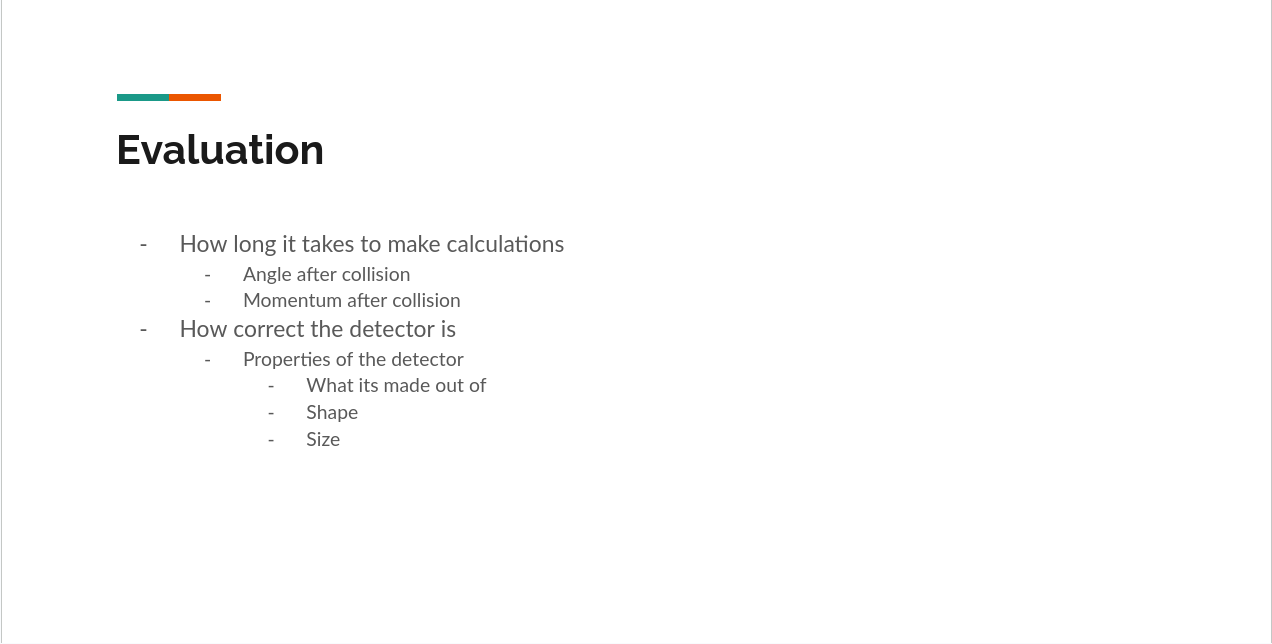 Evaluation
- How long it takes to make calculations
- Angle after collision
- Momentum after collision
- How correct the detector is
- Properties of the detector
- What its made out of
- Shape
- Size